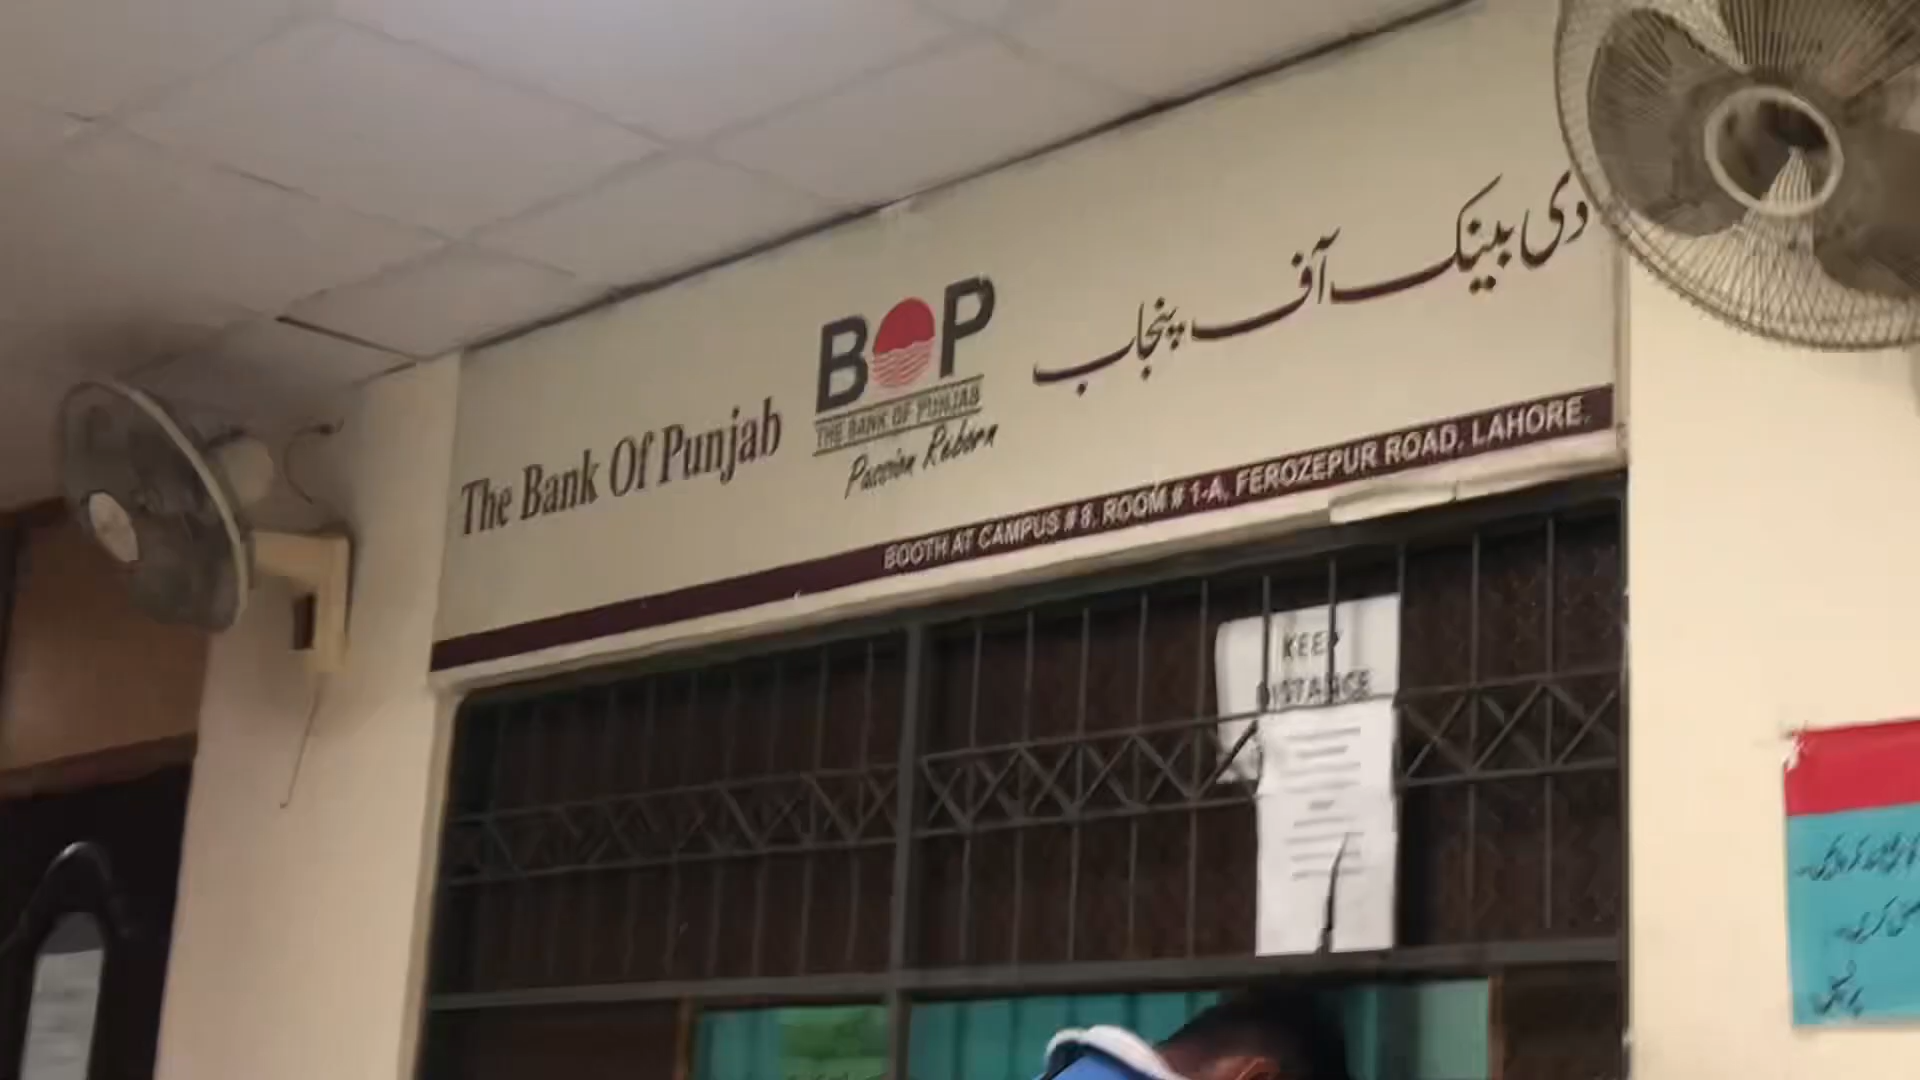 The Bank Of Punjab
BOP
THE BANK OF PUNJAB
Passion Reborn
دی بینک آف پنجاب
BOOTH AT CAMPUS # 8, ROOM # 1-A, FEROZEPUR ROAD, LAHORE.
KEEP
DISTANCE